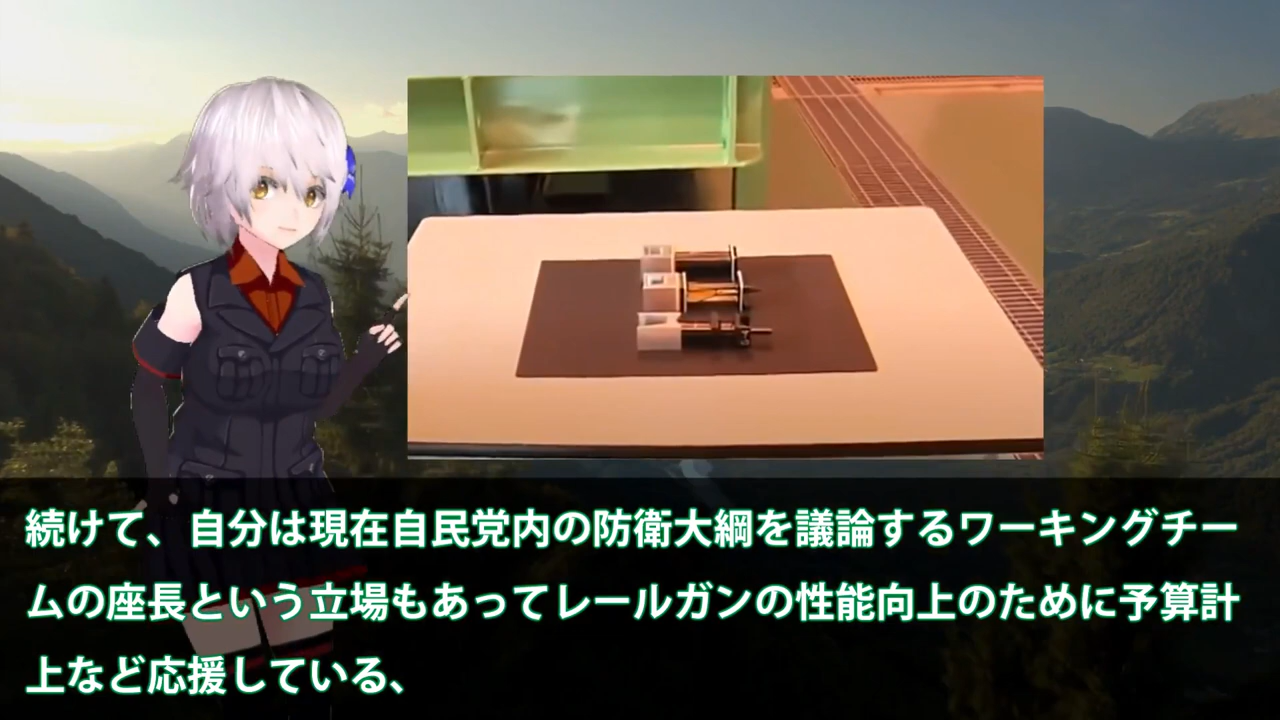 続けて、自分は現在自民党内の防衛大綱を議論するワーキングチー
ムの座長という立場もあってレールガンの性能向上のために予算計
上など応援している、